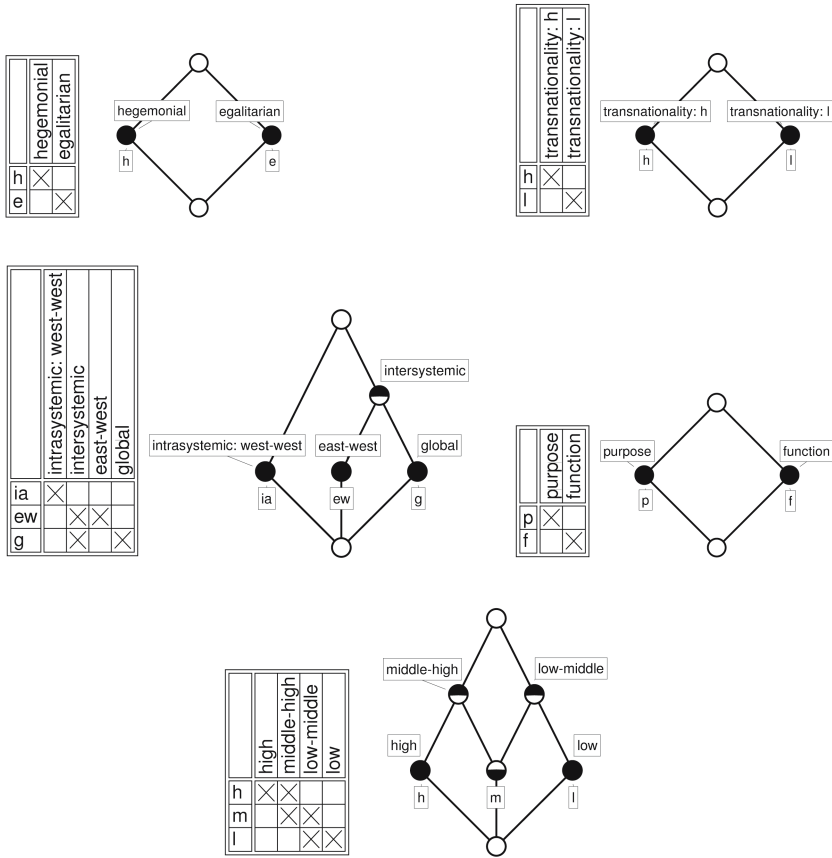 hegemonial
egalitarian
h
e
hegemonial
egalitarian
h
e
transnationality: h
transnationality: l
h
l
transnationality: h
transnationality: l
h
l
intrasystemic: west-west
intersystemic
east-west
global
ia
ew
g
intersystemic
intrasystemic: west-west
east-west
global
ia
ew
g
purpose
function
p
f
purpose
function
p
f
high
middle-high
low-middle
low
h
m
l
middle-high
low-middle
high
low
h
m
l